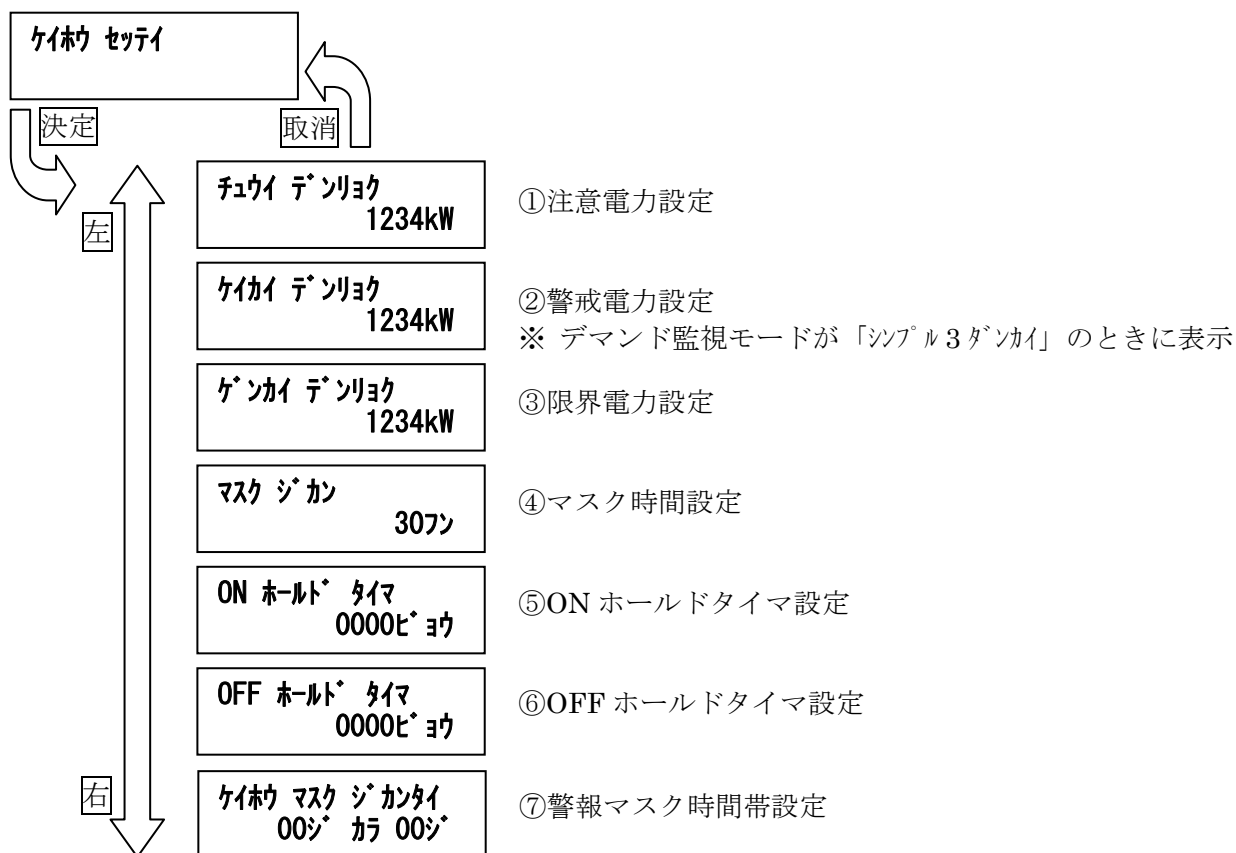 ｹｲﾎｳ ｾｯﾃｲ
決定
取消
左
ﾁｭｳｲ ﾃﾞﾝﾘｮｸ
1234kW
①注意電力設定
ｹｲｶｲ ﾃﾞﾝﾘｮｸ
1234kW
②警戒電力設定
※ デマンド監視モードが「ｼﾝﾌﾟﾙ3ﾀﾞﾝｶｲ」のときに表示
ｹﾞﾝｶｲ ﾃﾞﾝﾘｮｸ
1234kW
③限界電力設定
ﾏｽｸ ｼﾞｶﾝ
30ﾌﾝ
④マスク時間設定
ON ﾎｰﾙﾄﾞ ﾀｲﾏ
0000ﾋﾞｮｳ
⑤ON ホールドタイマ設定
OFF ﾎｰﾙﾄﾞ ﾀｲﾏ
0000ﾋﾞｮｳ
⑥OFF ホールドタイマ設定
右
ｹｲﾎｳ ﾏｽｸ ｼﾞｶﾝﾀｲ
00ｼﾞ ｶﾗ 00ｼﾞ
⑦警報マスク時間帯設定